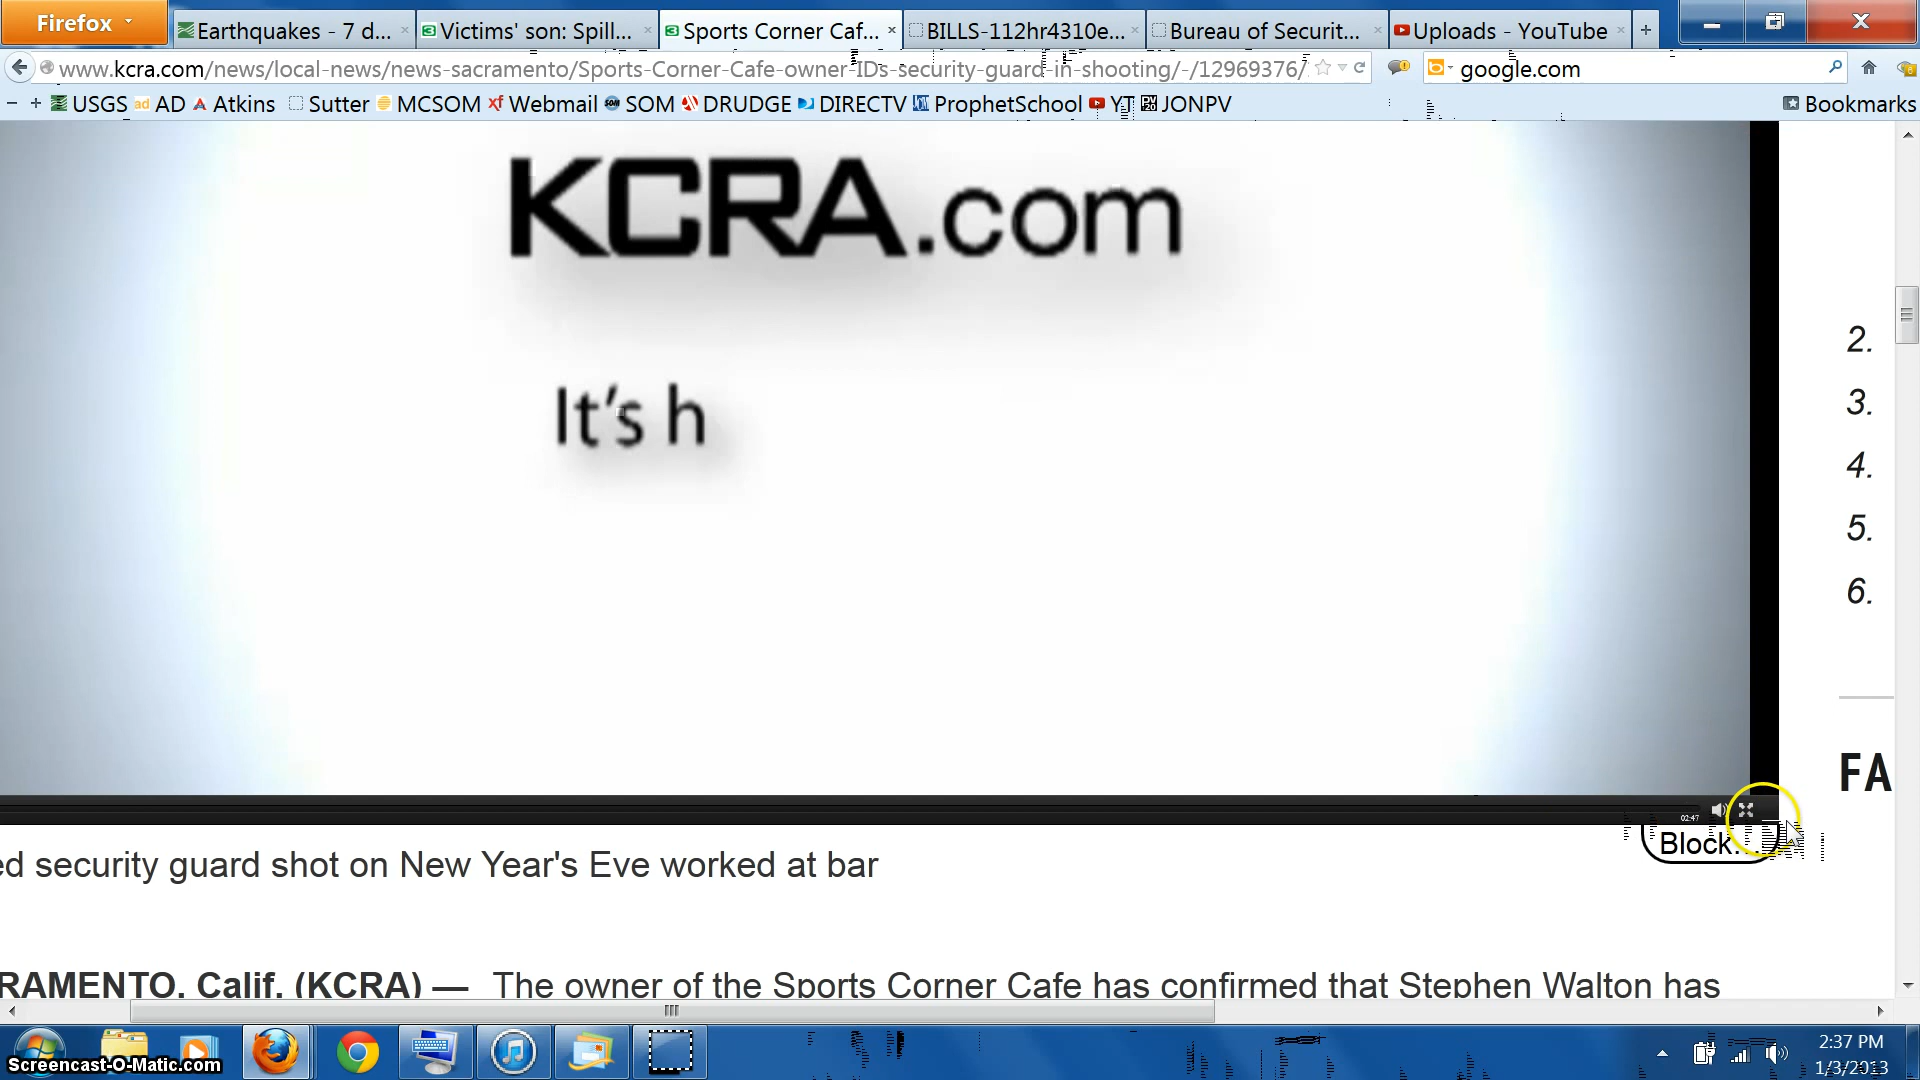 Firefox
Earthquakes - 7 d...
Victims' son: Spill...
Sports Corner Caf...
BILLS-112hr4310e...
Bureau of Securit...
Uploads - YouTube
www.kcra.com/news/local-news/news-sacramento/Sports-Corner-Cafe-owner-IDs-security-guard-in-shooting/-/12969376/
google.com
USGS
AD
Atkins
Sutter
MCSOM
Webmail
SOM
DRUDGE
DIRECTV
ProphetSchool
YT
JONPV
Bookmarks
KCRA.com
It's h
2.
3.
4.
5.
6.
FA
02:47
Block...
ed security guard shot on New Year's Eve worked at bar
RAMENTO, Calif. (KCRA) — The owner of the Sports Corner Cafe has confirmed that Stephen Walton has
2:37 PM
1/3/2013
Screencast-O-Matic.com